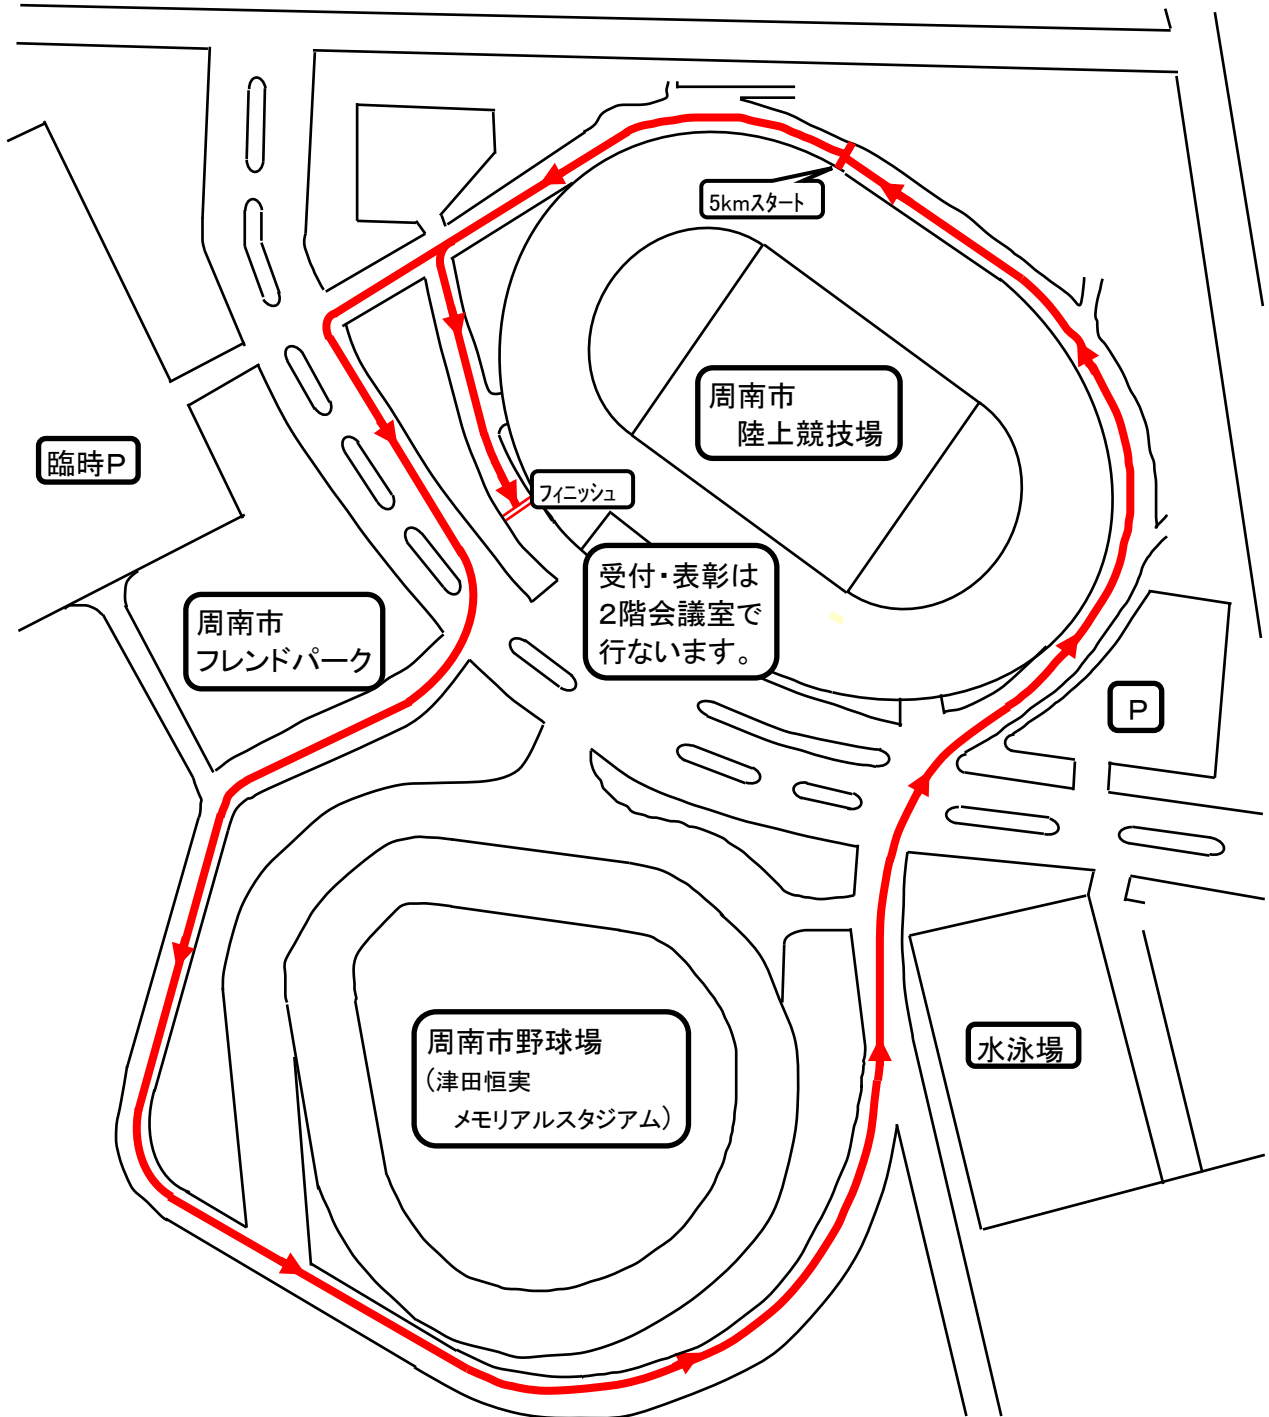 5kmスタート
周南市
陸上競技場
臨時P
フィニッシュ
受付・表彰は
2階会議室で
行ないます。
周南市
フレンドパーク
P
周南市野球場
(津田恒実
メモリアルスタジアム)
水泳場